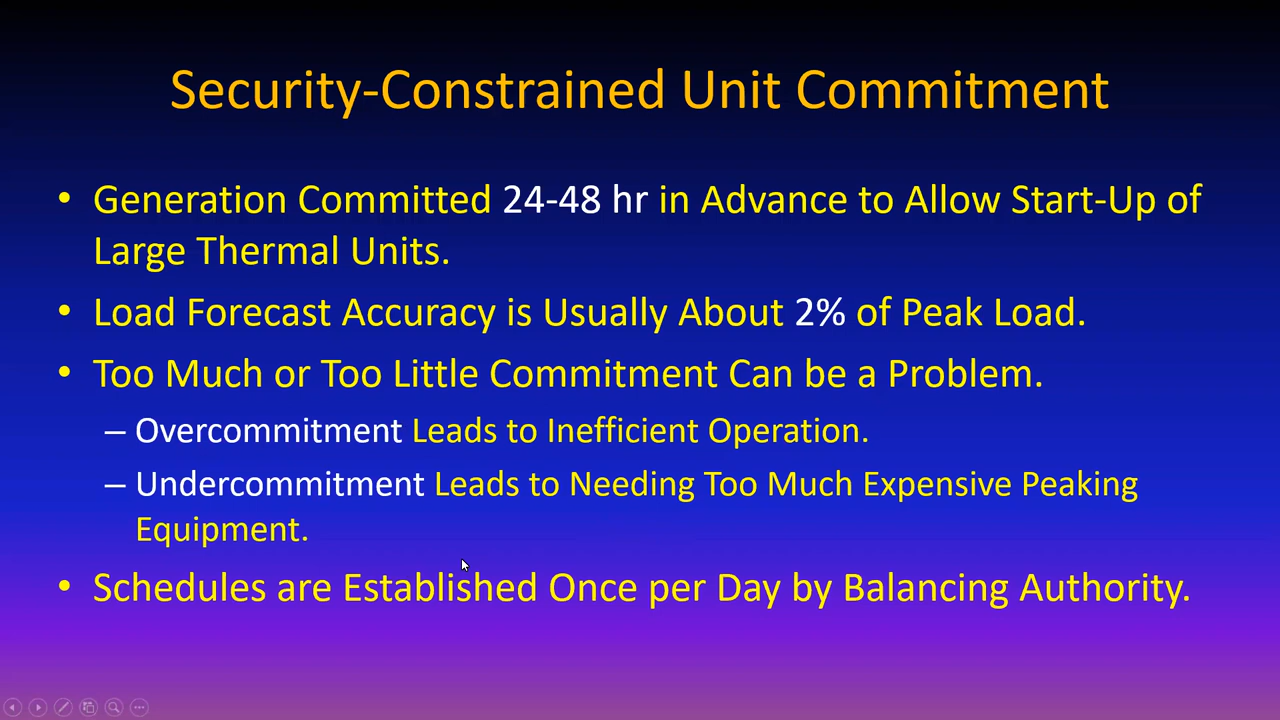 Security-Constrained Unit Commitment
• Generation Committed 24-48 hr in Advance to Allow Start-Up of
Large Thermal Units.
• Load Forecast Accuracy is Usually About 2% of Peak Load.
• Too Much or Too Little Commitment Can be a Problem.
– Overcommitment Leads to Inefficient Operation.
– Undercommitment Leads to Needing Too Much Expensive Peaking
Equipment.
• Schedules are Established Once per Day by Balancing Authority.